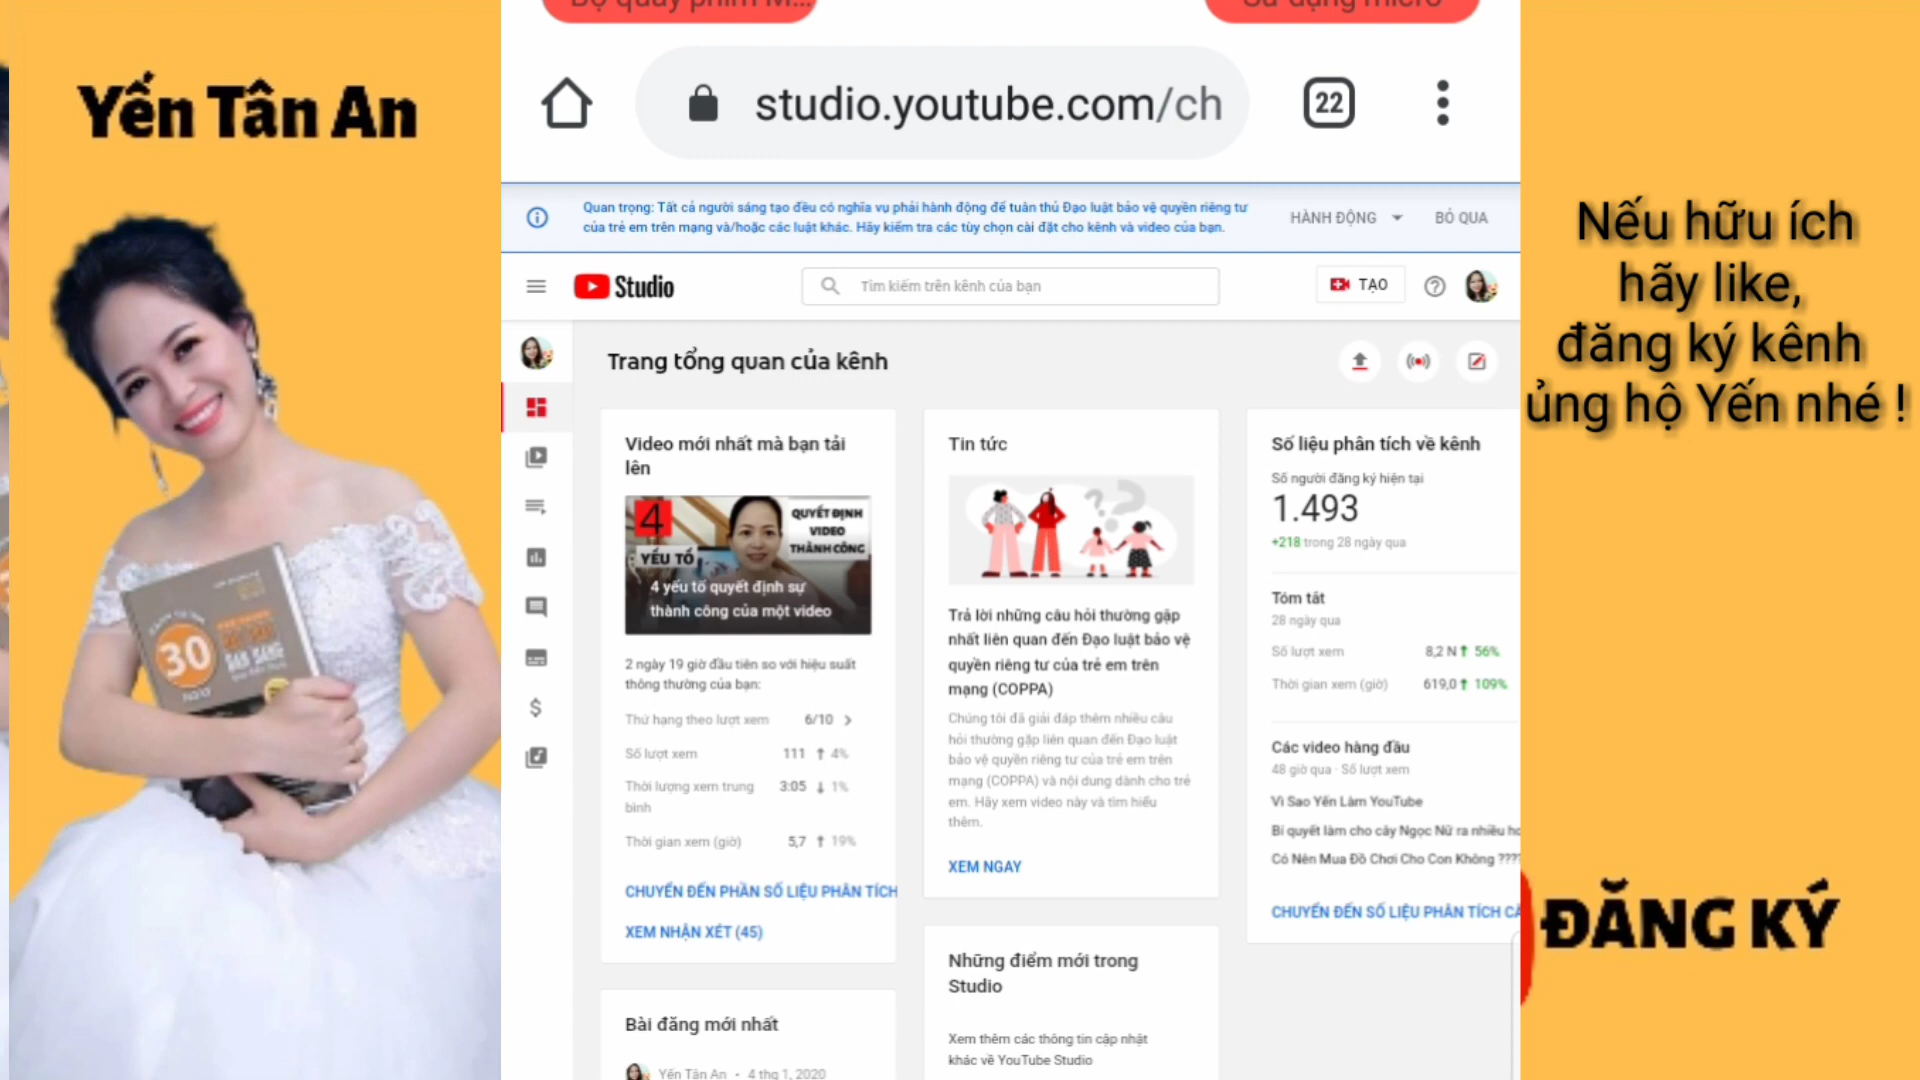 Yến Tân An
studio.youtube.com/ch
22
Quan trọng: Tất cả người sáng tạo đều có nghĩa vụ phải hành động để tuân thủ Đạo luật bảo vệ quyền riêng tư
của trẻ em trên mạng và/hoặc các luật khác. Hãy kiểm tra các tùy chọn cài đặt cho kênh và video của bạn.
HÀNH ĐỘNG
BỎ QUA
Studio
Tìm kiếm trên kênh của bạn
TẠO
Trang tổng quan của kênh
Video mới nhất mà bạn tải
lên
4
YẾU TỐ
QUYẾT ĐỊNH
VIDEO
THÀNH CÔNG
4 yếu tố quyết định sự
thành công của một video
2 ngày 19 giờ đầu tiên so với hiệu suất
thông thường của bạn:
Thứ hạng theo lượt xem 6/10
Số lượt xem 111 4%
Thời lượng xem trung
bình
3:05 1%
Thời gian xem (giờ) 5,7 19%
CHUYỂN ĐẾN PHẦN SỐ LIỆU PHÂN TÍCH
XEM NHẬN XÉT (45)
Bài đăng mới nhất
Yến Tân An • 4 thg 1, 2020
Tin tức
Trả lời những câu hỏi thường gặp
nhất liên quan đến Đạo luật bảo vệ
quyền riêng tư của trẻ em trên
mạng (COPPA)
Chúng tôi đã giải đáp thêm nhiều câu
hỏi thường gặp liên quan đến Đạo luật
bảo vệ quyền riêng tư của trẻ em trên
mạng (COPPA) và nội dung dành cho trẻ
em. Hãy xem video này và tìm hiểu
thêm.
XEM NGAY
Những điểm mới trong
Studio
Xem thêm các thông tin cập nhật
khác về YouTube Studio
Số liệu phân tích về kênh
Số người đăng ký hiện tại
1.493
+218 trong 28 ngày qua
Tóm tắt
28 ngày qua
Số lượt xem 8,2 N 56%
Thời gian xem (giờ) 619,0 109%
Các video hàng đầu
48 giờ qua · Số lượt xem
Vì Sao Yến Làm YouTube
Bí quyết làm cho cây Ngọc Nữ ra nhiều
Có Nên Mua Đồ Chơi Cho Con Không ????
CHUYỂN ĐẾN SỐ LIỆU PHÂN TÍCH
Nếu hữu ích
hãy like,
đăng ký kênh
ủng hộ Yến nhé !
ĐĂNG KÝ
30